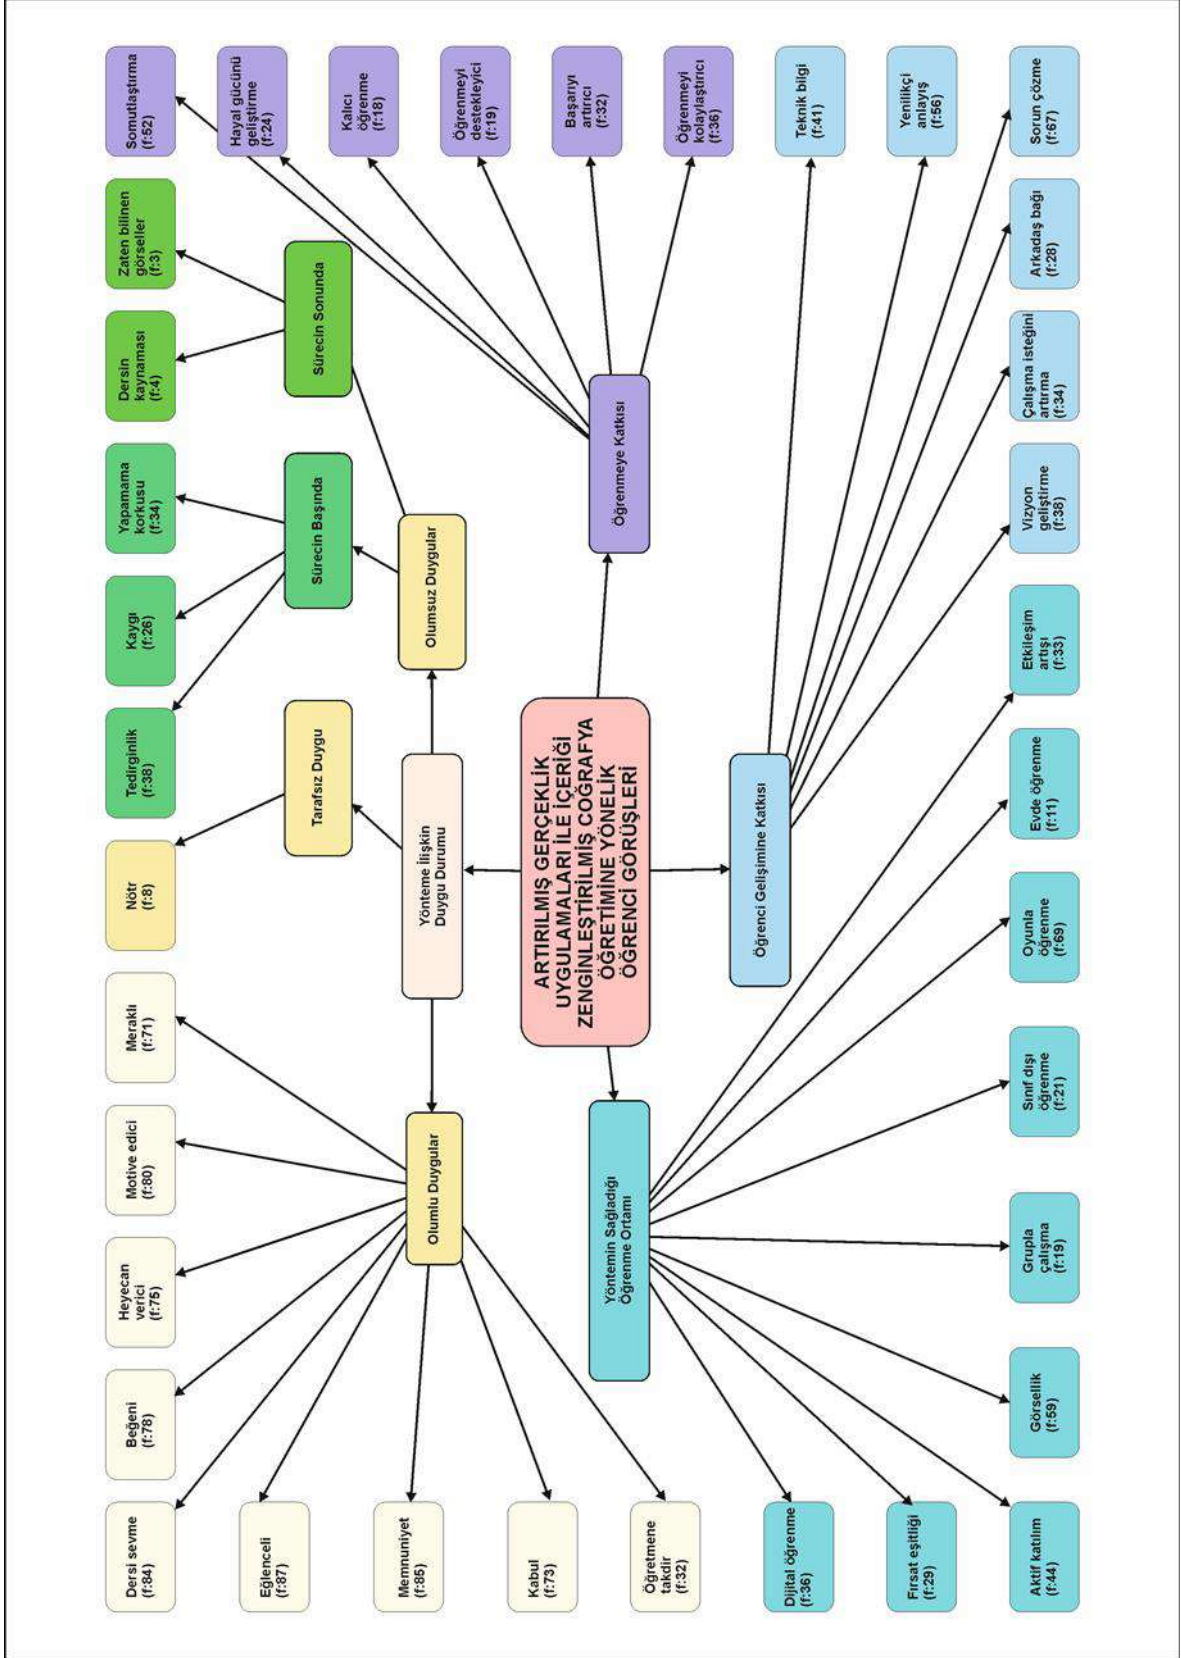 Dersi sevme
(f:84)
Beğeni
(f:78)
Heyecan
verici
(f:75)
Motive edici
(f:80)
Meraklı
(f:71)
Nötr
(f:8)
Tedirginlik
(f:38)
Kaygı
(f:26)
Yapamama
korkusu
(f:34)
Dersin
kaynaması
(f:4)
Zaten bilinen
görseller
(f:3)
Somutlaştırma
(f:52)
Eğlenceli
(f:87)
Hayal gücünü
geliştirme
(f:24)
Tarafsız Duygu
Sürecin Başında
Sürecin Sonunda
Memnuniyet
(f:85)
Kalıcı
öğrenme
(f:18)
Olumlu Duygular
Yönteme İlişkin
Duygu Durumu
Olumsuz Duygular
Öğrenmeyi
destekleyici
(f:19)
Kabul
(f:73)
Başarıyı
artırıcı
(f:32)
ARTIRILMIŞ GERÇEKLİK
UYGULAMALARI İLE İÇERİĞİ
ZENGİNLEŞTİRİLMİŞ COĞRAFYA
ÖĞRETİMİNE YÖNELİK
ÖĞRENCİ GÖRÜŞLERİ
Yöntemin Sağladığı
Öğrenme Ortamı
Öğrenmeye Katkısı
Öğretmene
takdir
(f:32)
Öğrenmeyi
kolaylaştırıcı
(f:36)
Öğrenci Gelişimine Katkısı
Dijital öğrenme
(f:36)
Teknik bilgi
(f:41)
Fırsat eşitliği
(f:29)
Yenilikçi
anlayış
(f:56)
Aktif katılım
(f:44)
Görsellik
(f:59)
Grupla
çalışma
(f:19)
Sınıf dışı
öğrenme
(f:21)
Oyunla
öğrenme
(f:69)
Evde öğrenme
(f:11)
Etkileşim
artışı
(f:33)
Vizyon
geliştirme
(f:38)
Çalışma isteğini
artırma
(f:34)
Arkadaş bağı
(f:28)
Sorun çözme
(f:67)